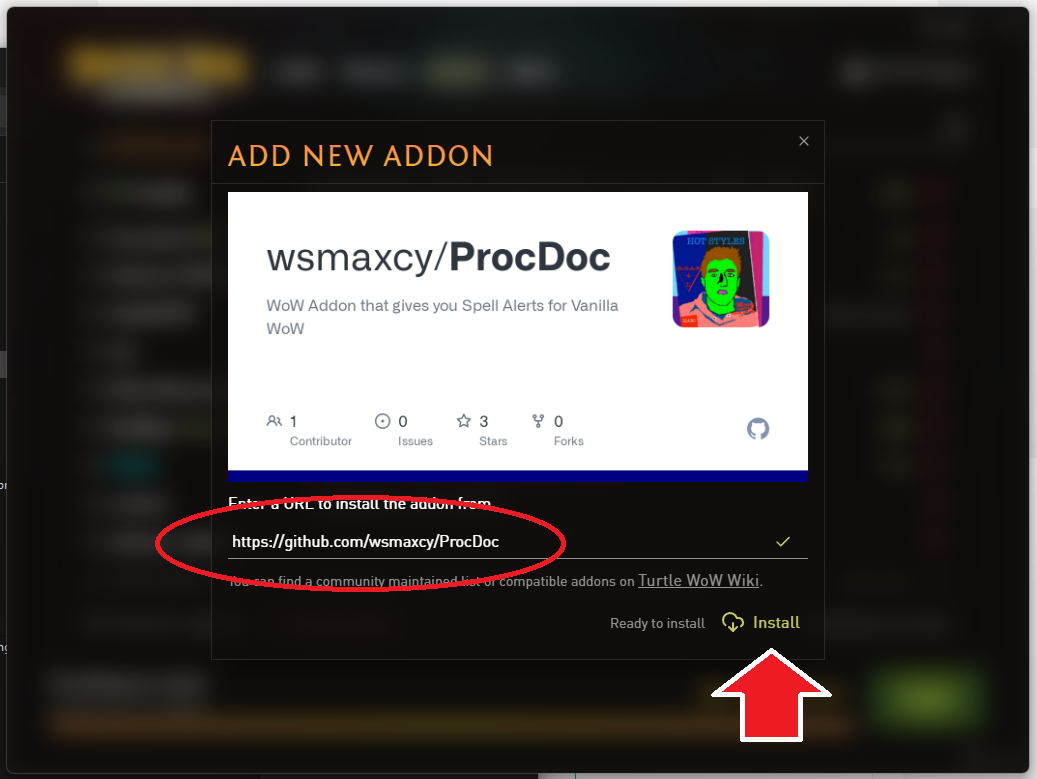 ADD NEW ADDON
wsmaxcy/ProcDoc
WoW Addon that gives you Spell Alerts for Vanilla
WoW
HOT STYLES
1
Contributor
0
Issues
3
Stars
0
Forks
Enter a URL to install the addon from
https://github.com/wsmaxcy/ProcDoc
You can find a community maintained list of compatible addons on Turtle WoW Wiki.
Ready to install
Install